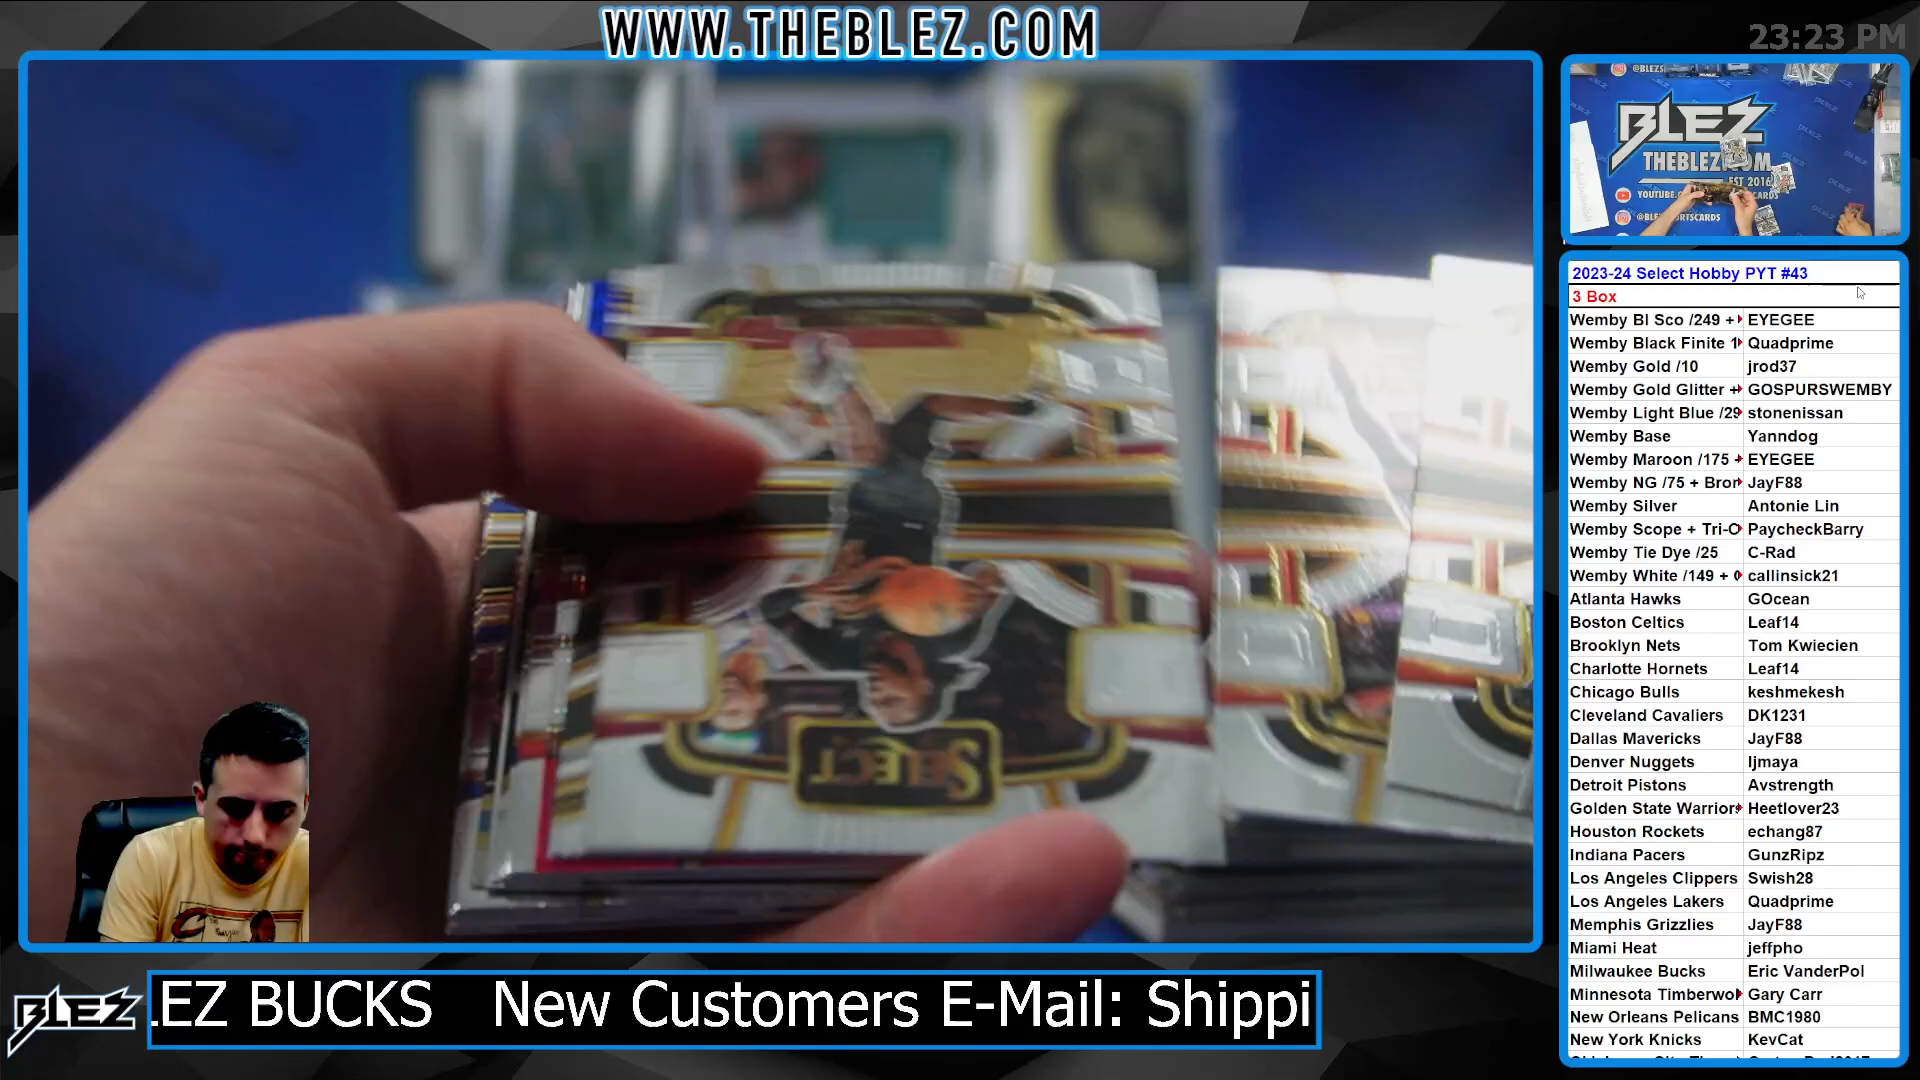 WWW.THEBLEZ.COM
23:23 PM
BLEZ
THEBLEZ.COM
EST 2016
2023-24 Select Hobby PYT #43
3 Box
Wemby Bl Sco /249 + EYEGEE
Wemby Black Finite 1 Quadprime
Wemby Gold /10 jrod37
Wemby Gold Glitter + GOSPURSWEMBY
Wemby Light Blue /29 stonenissan
Wemby Base Yanndog
Wemby Maroon /175 + EYEGEE
Wemby NG /75 + Bron JayF88
Wemby Silver Antonie Lin
Wemby Scope + Tri-C PaycheckBarry
Wemby Tie Dye /25 C-Rad
Wemby White /149 + callinsick21
Atlanta Hawks GOcean
Boston Celtics Leaf14
Brooklyn Nets Tom Kwiecien
Charlotte Hornets Leaf14
Chicago Bulls keshmekesh
Cleveland Cavaliers DK1231
Dallas Mavericks JayF88
Denver Nuggets ljmaya
Detroit Pistons Avstrength
Golden State Warriors Heetlover23
Houston Rockets echang87
Indiana Pacers GunzRipz
Los Angeles Clippers Swish28
Los Angeles Lakers Quadprime
Memphis Grizzlies JayF88
Miami Heat jeffpho
Milwaukee Bucks Eric VanderPol
Minnesota Timberwol Gary Carr
New Orleans Pelicans BMC1980
New York Knicks KevCat
SELECT
BLEZ
EZ BUCKS New Customers E-Mail: Shippi